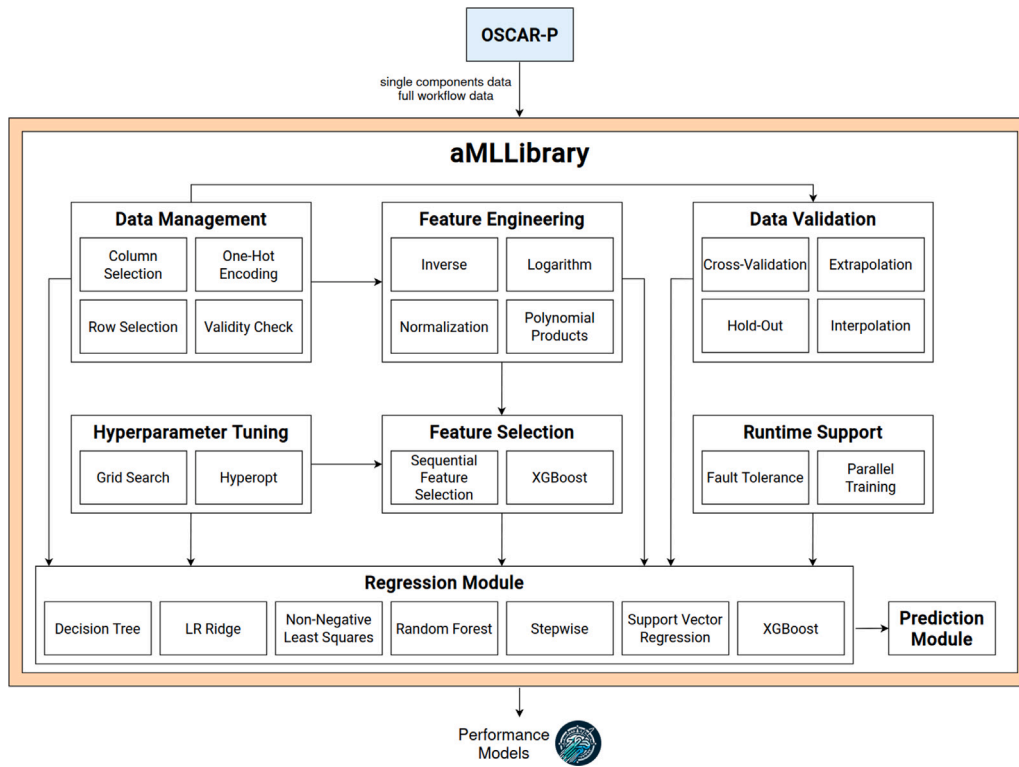 OSCAR-P
single components data
full workflow data
aMLLibrary
Data Management
Column
Selection
One-Hot
Encoding
Row Selection
Validity Check
Feature Engineering
Inverse
Logarithm
Normalization
Polynomial
Products
Data Validation
Cross-Validation
Extrapolation
Hold-Out
Interpolation
Hyperparameter Tuning
Grid Search
Hyperopt
Feature Selection
Sequential
Feature
Selection
XGBoost
Runtime Support
Fault Tolerance
Parallel
Training
Regression Module
Decision Tree
LR Ridge
Non-Negative
Least Squares
Random Forest
Stepwise
Support Vector
Regression
XGBoost
Prediction
Module
Performance
Models